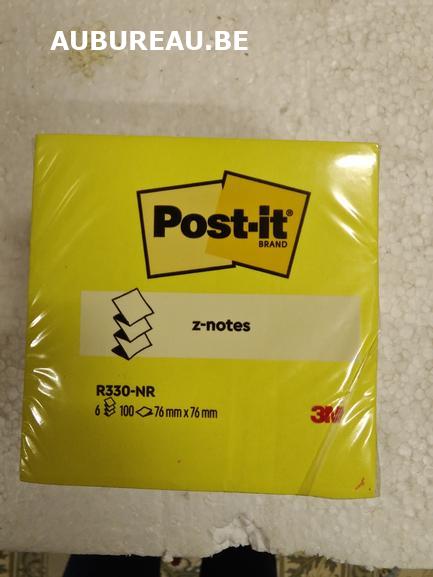 AUBUREAU.BE
Post-it®
BRAND
z-notes
R330-NR
6 100 76 mm x 76 mm
3M